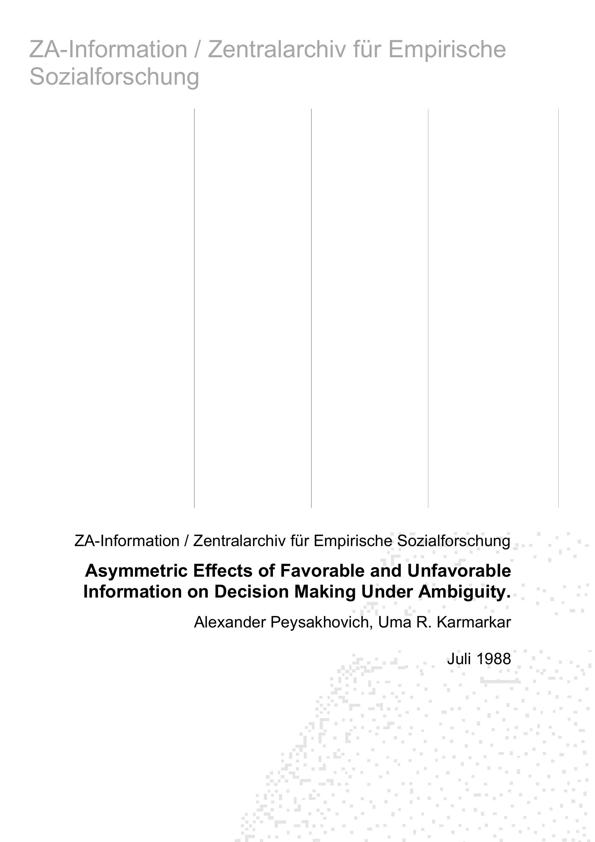 ZA-Information / Zentralarchiv für Empirische
Sozialforschung
ZA-Information / Zentralarchiv für Empirische Sozialforschung
Asymmetric Effects of Favorable and Unfavorable
Information on Decision Making Under Ambiguity.
Alexander Peysakhovich, Uma R. Karmarkar
Juli 1988